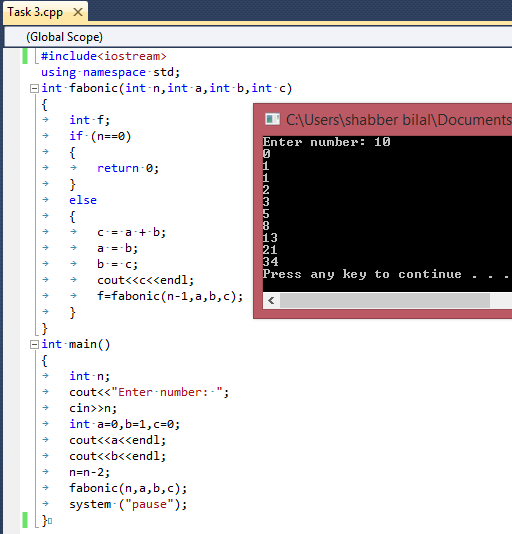 Task 3.cpp
(Global Scope)
#include<iostream>
using namespace std;
int fabonic(int n,int a,int b,int c)
{
int f;
if (n==0)
{
return 0;
}
else
{
c = a + b;
a = b;
b = c;
cout<<c<<endl;
f=fabonic(n-1,a,b,c);
}
}
int main()
{
int n;
cout<<"Enter number: ";
cin>>n;
int a=0,b=1,c=0;
cout<<a<<endl;
cout<<b<<endl;
n=n-2;
fabonic(n,a,b,c);
system ("pause");
}
C:\Users\shabber bilal\Documents
Enter number: 10
0
1
1
2
3
5
8
13
21
34
Press any key to continue . . .